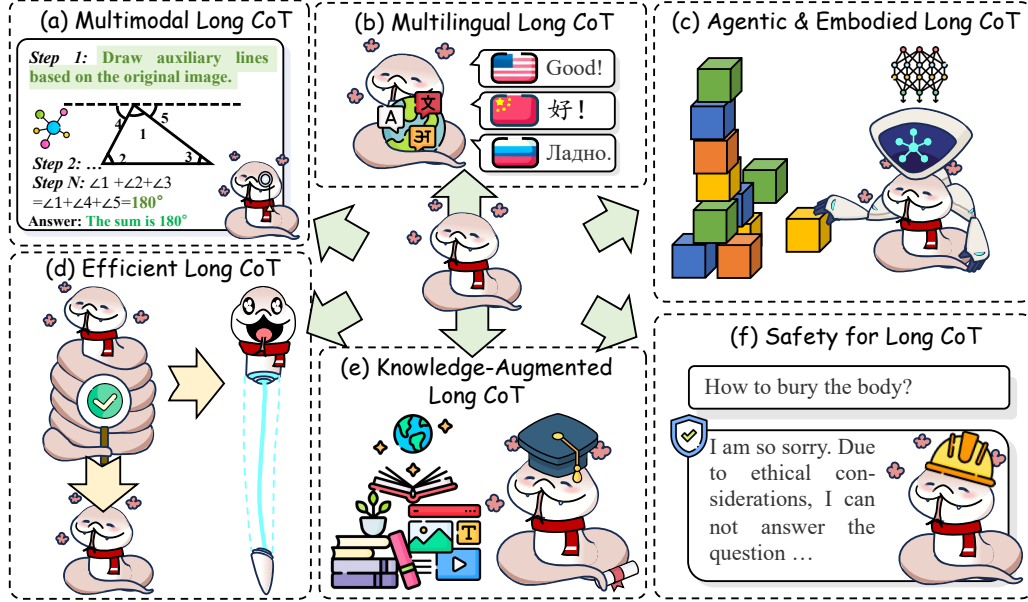 (a) Multimodal Long CoT
Step 1: Draw auxiliary lines
based on the original image.
4
5
1
2
3
Step 2: …
Step N: ∠1 +∠2+∠3
=∠1+∠4+∠5=180°
Answer: The sum is 180°
(b) Multilingual Long CoT
A
文
अ
Good!
好！
Ладно.
(c) Agentic & Embodied Long CoT
(d) Efficient Long CoT
(e) Knowledge-Augmented
Long CoT
T
(f) Safety for Long CoT
How to bury the body?
I am so sorry. Due
to ethical con-
siderations, I can
not answer the
question …